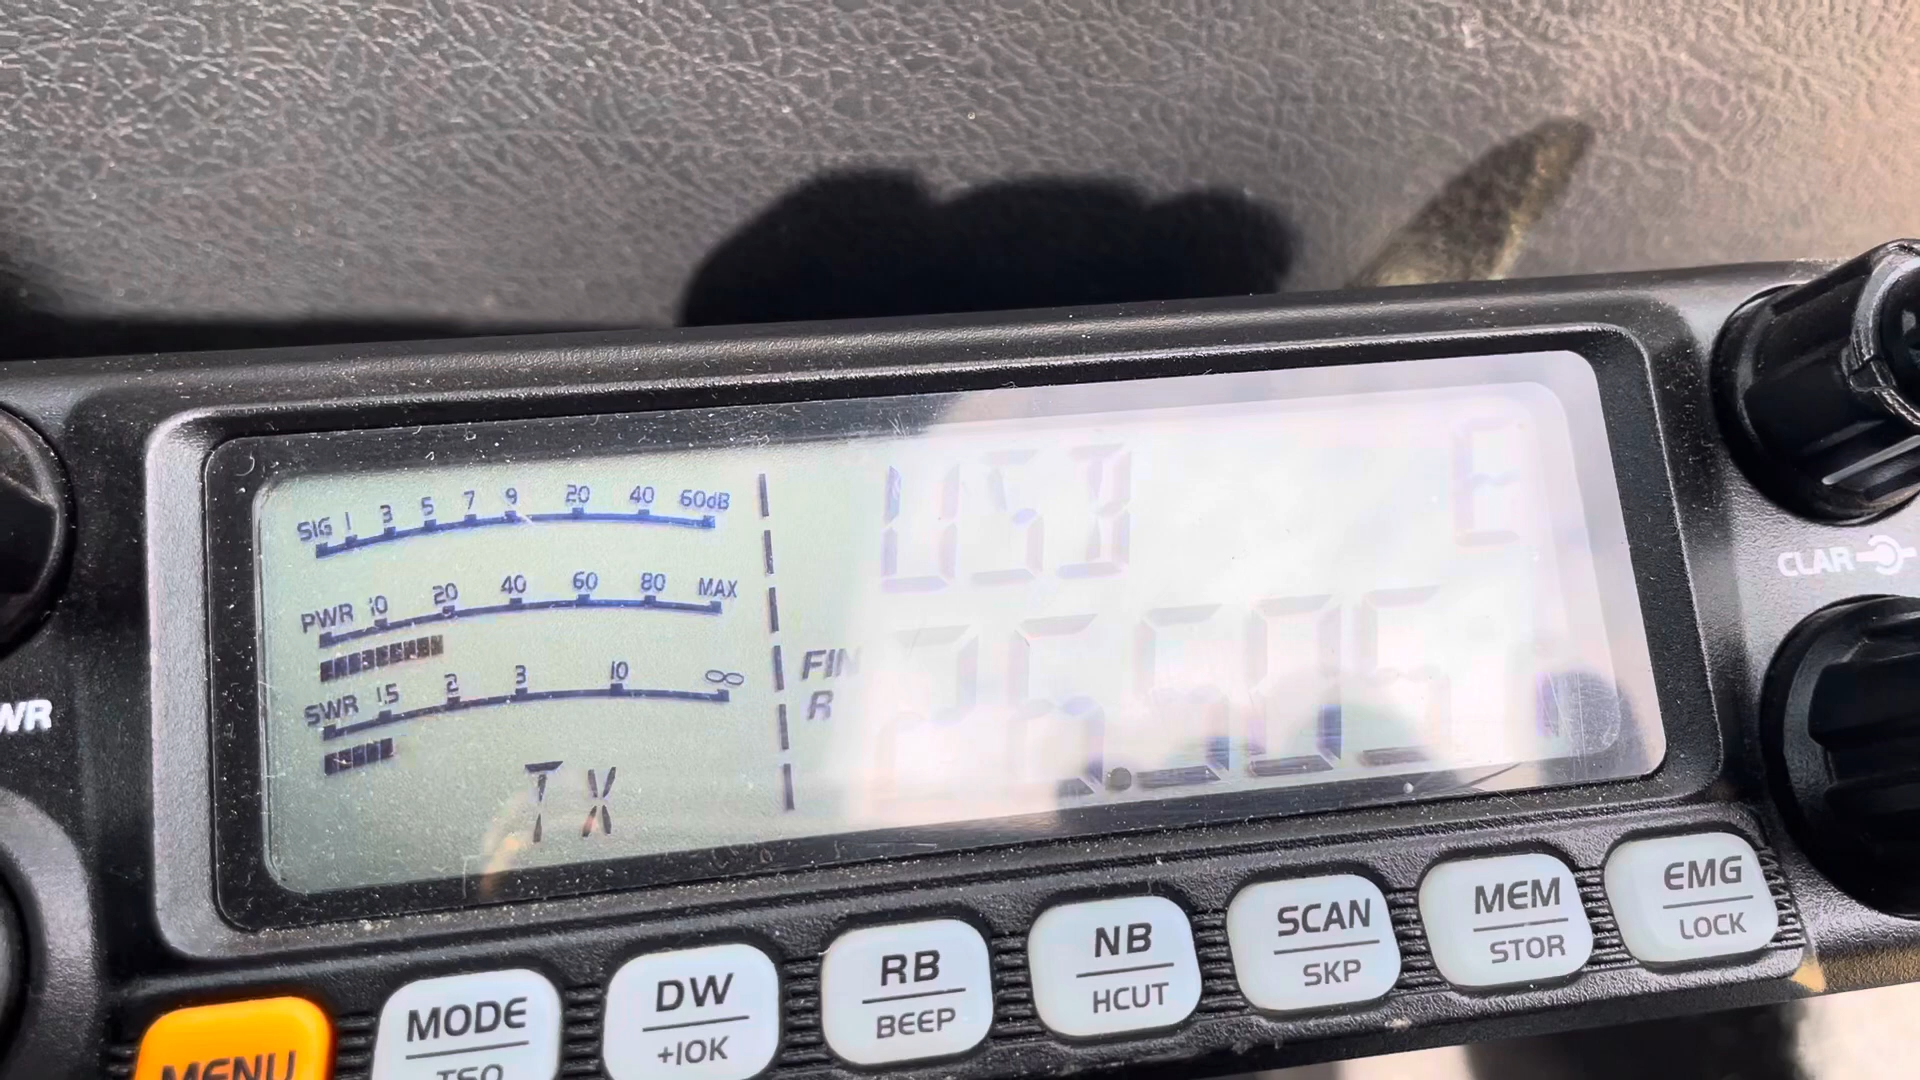 SIG 1 3 5 7 9 20 40 60dB
USB E
PWR 10 20 40 60 80 MAX
FIN
R
SWR 1.5 2 3 10 ∞
TX
CLAR
WR
MENU
MODE
DW
+10K
RB
BEEP
NB
HCUT
SCAN
SKP
MEM
STOR
EMG
LOCK